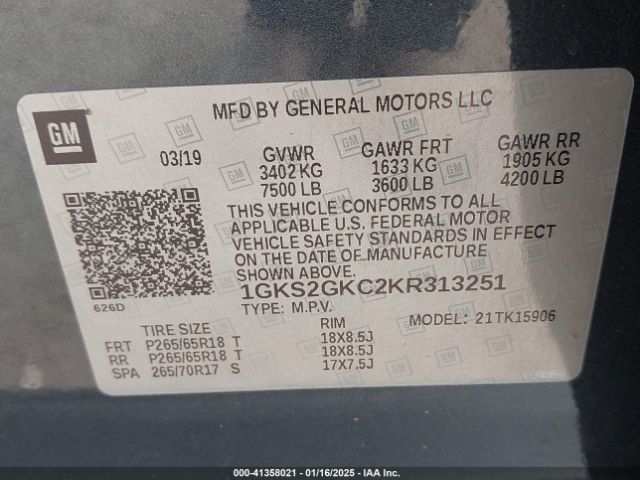 GM
MFD BY GENERAL MOTORS LLC
03/19 GVWR GAWR FRT GAWR RR
3402 KG 1633 KG 1905 KG
7500 LB 3600 LB 4200 LB
THIS VEHICLE CONFORMS TO ALL
APPLICABLE U.S. FEDERAL MOTOR
VEHICLE SAFETY STANDARDS IN EFFECT
ON THE DATE OF MANUFACTURE
SHOWN ABOVE.
626D
1GKS2GKC2KR313251
TYPE: M.P.V. MODEL: 21TK15906
TIRE SIZE RIM
FRT P265/65R18 T 18X8.5J
RR P265/65R18 T 18X8.5J
SPA 265/70R17 S 17X7.5J
000-41358021 - 01/16/2025 - IAA Inc.